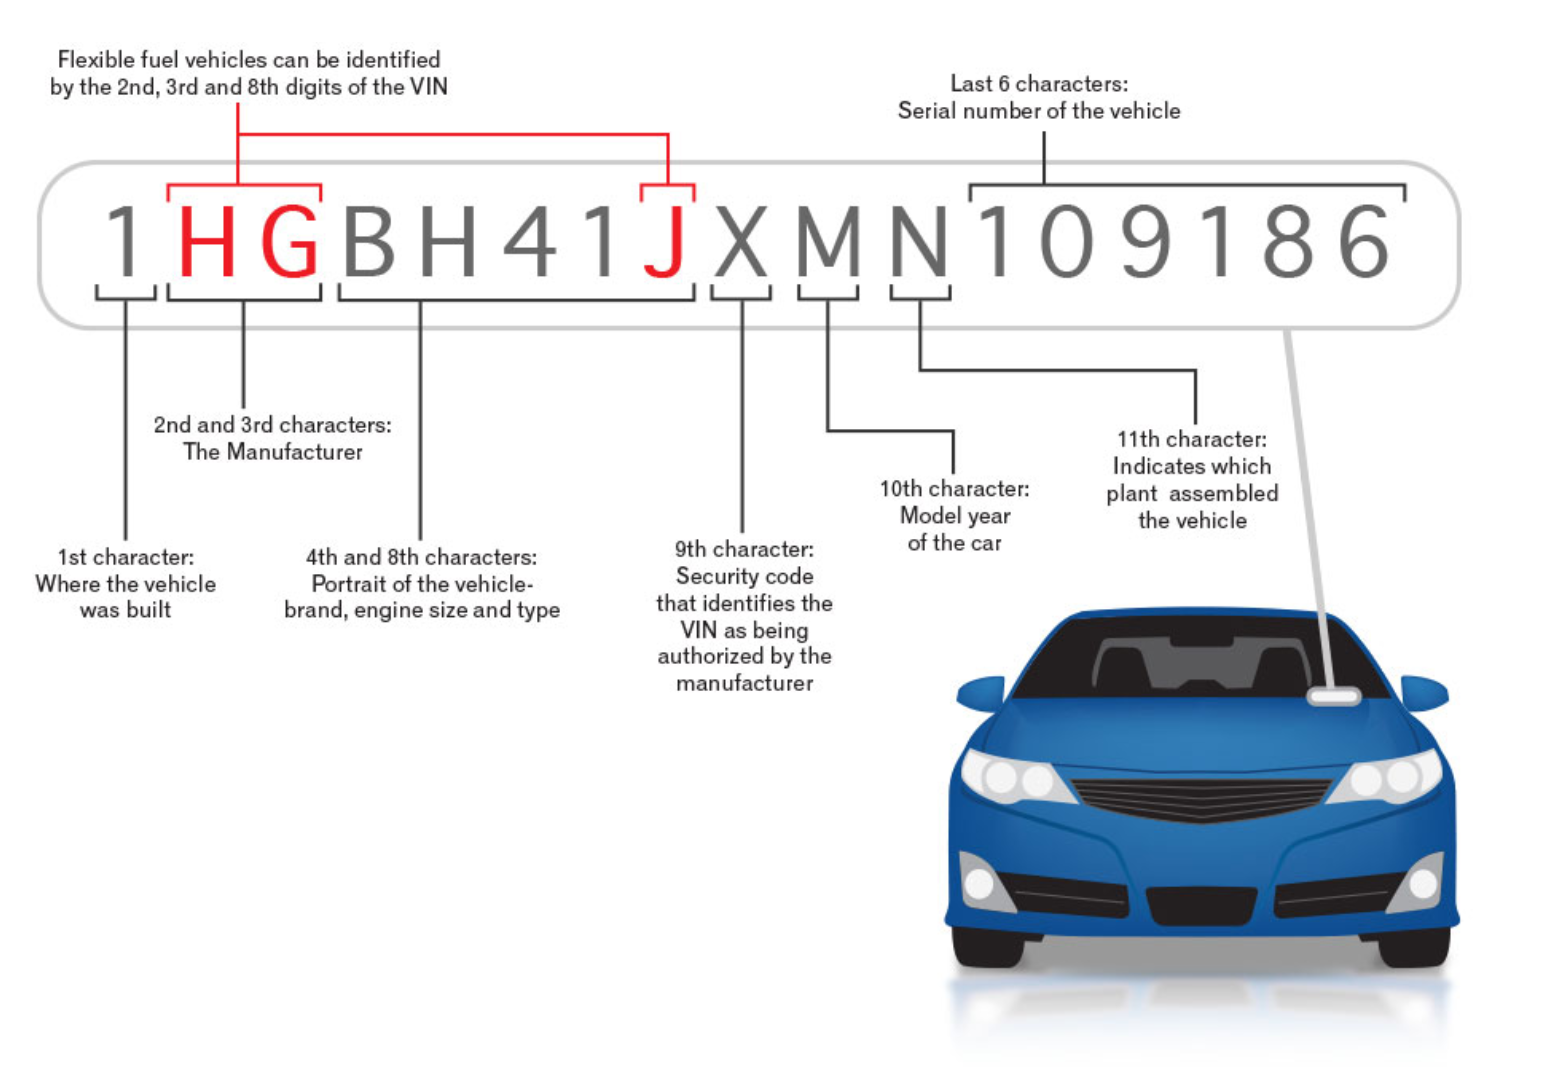 Flexible fuel vehicles can be identified
by the 2nd, 3rd and 8th digits of the VIN
Last 6 characters:
Serial number of the vehicle
1HGBH41JXMN109186
2nd and 3rd characters:
The Manufacturer
11th character:
Indicates which
plant assembled
the vehicle
10th character:
Model year
of the car
1st character:
Where the vehicle
was built
4th and 8th characters:
Portrait of the vehicle-
brand, engine size and type
9th character:
Security code
that identifies the
VIN as being
authorized by the
manufacturer